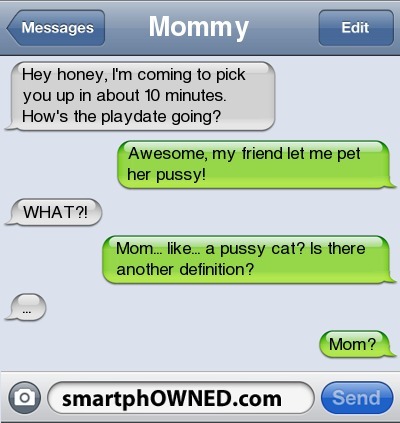 Messages
Mommy
Edit
Hey honey, I'm coming to pick
you up in about 10 minutes.
How's the playdate going?
Awesome, my friend let me pet
her pussy!
WHAT?!
Mom... like... a pussy cat? Is there
another definition?
...
Mom?
smartphOWNED.com
Send